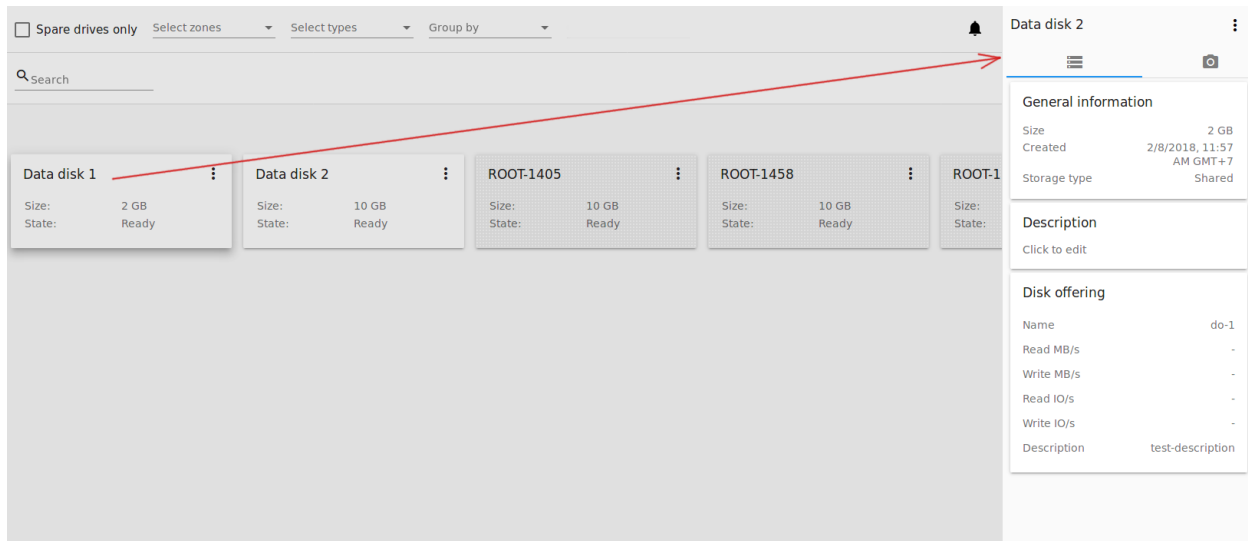 Spare drives only Select zones Select types Group by
Search
Data disk 1
Size: 2 GB
State: Ready
Data disk 2
Size: 10 GB
State: Ready
ROOT-1405
Size: 10 GB
State: Ready
ROOT-1458
Size: 10 GB
State: Ready
ROOT-1
Size:
State:
Data disk 2
General information
Size 2 GB
Created 2/8/2018, 11:57
AM GMT+7
Storage type Shared
Description
Click to edit
Disk offering
Name do-1
Read MB/s -
Write MB/s -
Read IO/s -
Write IO/s -
Description test-description